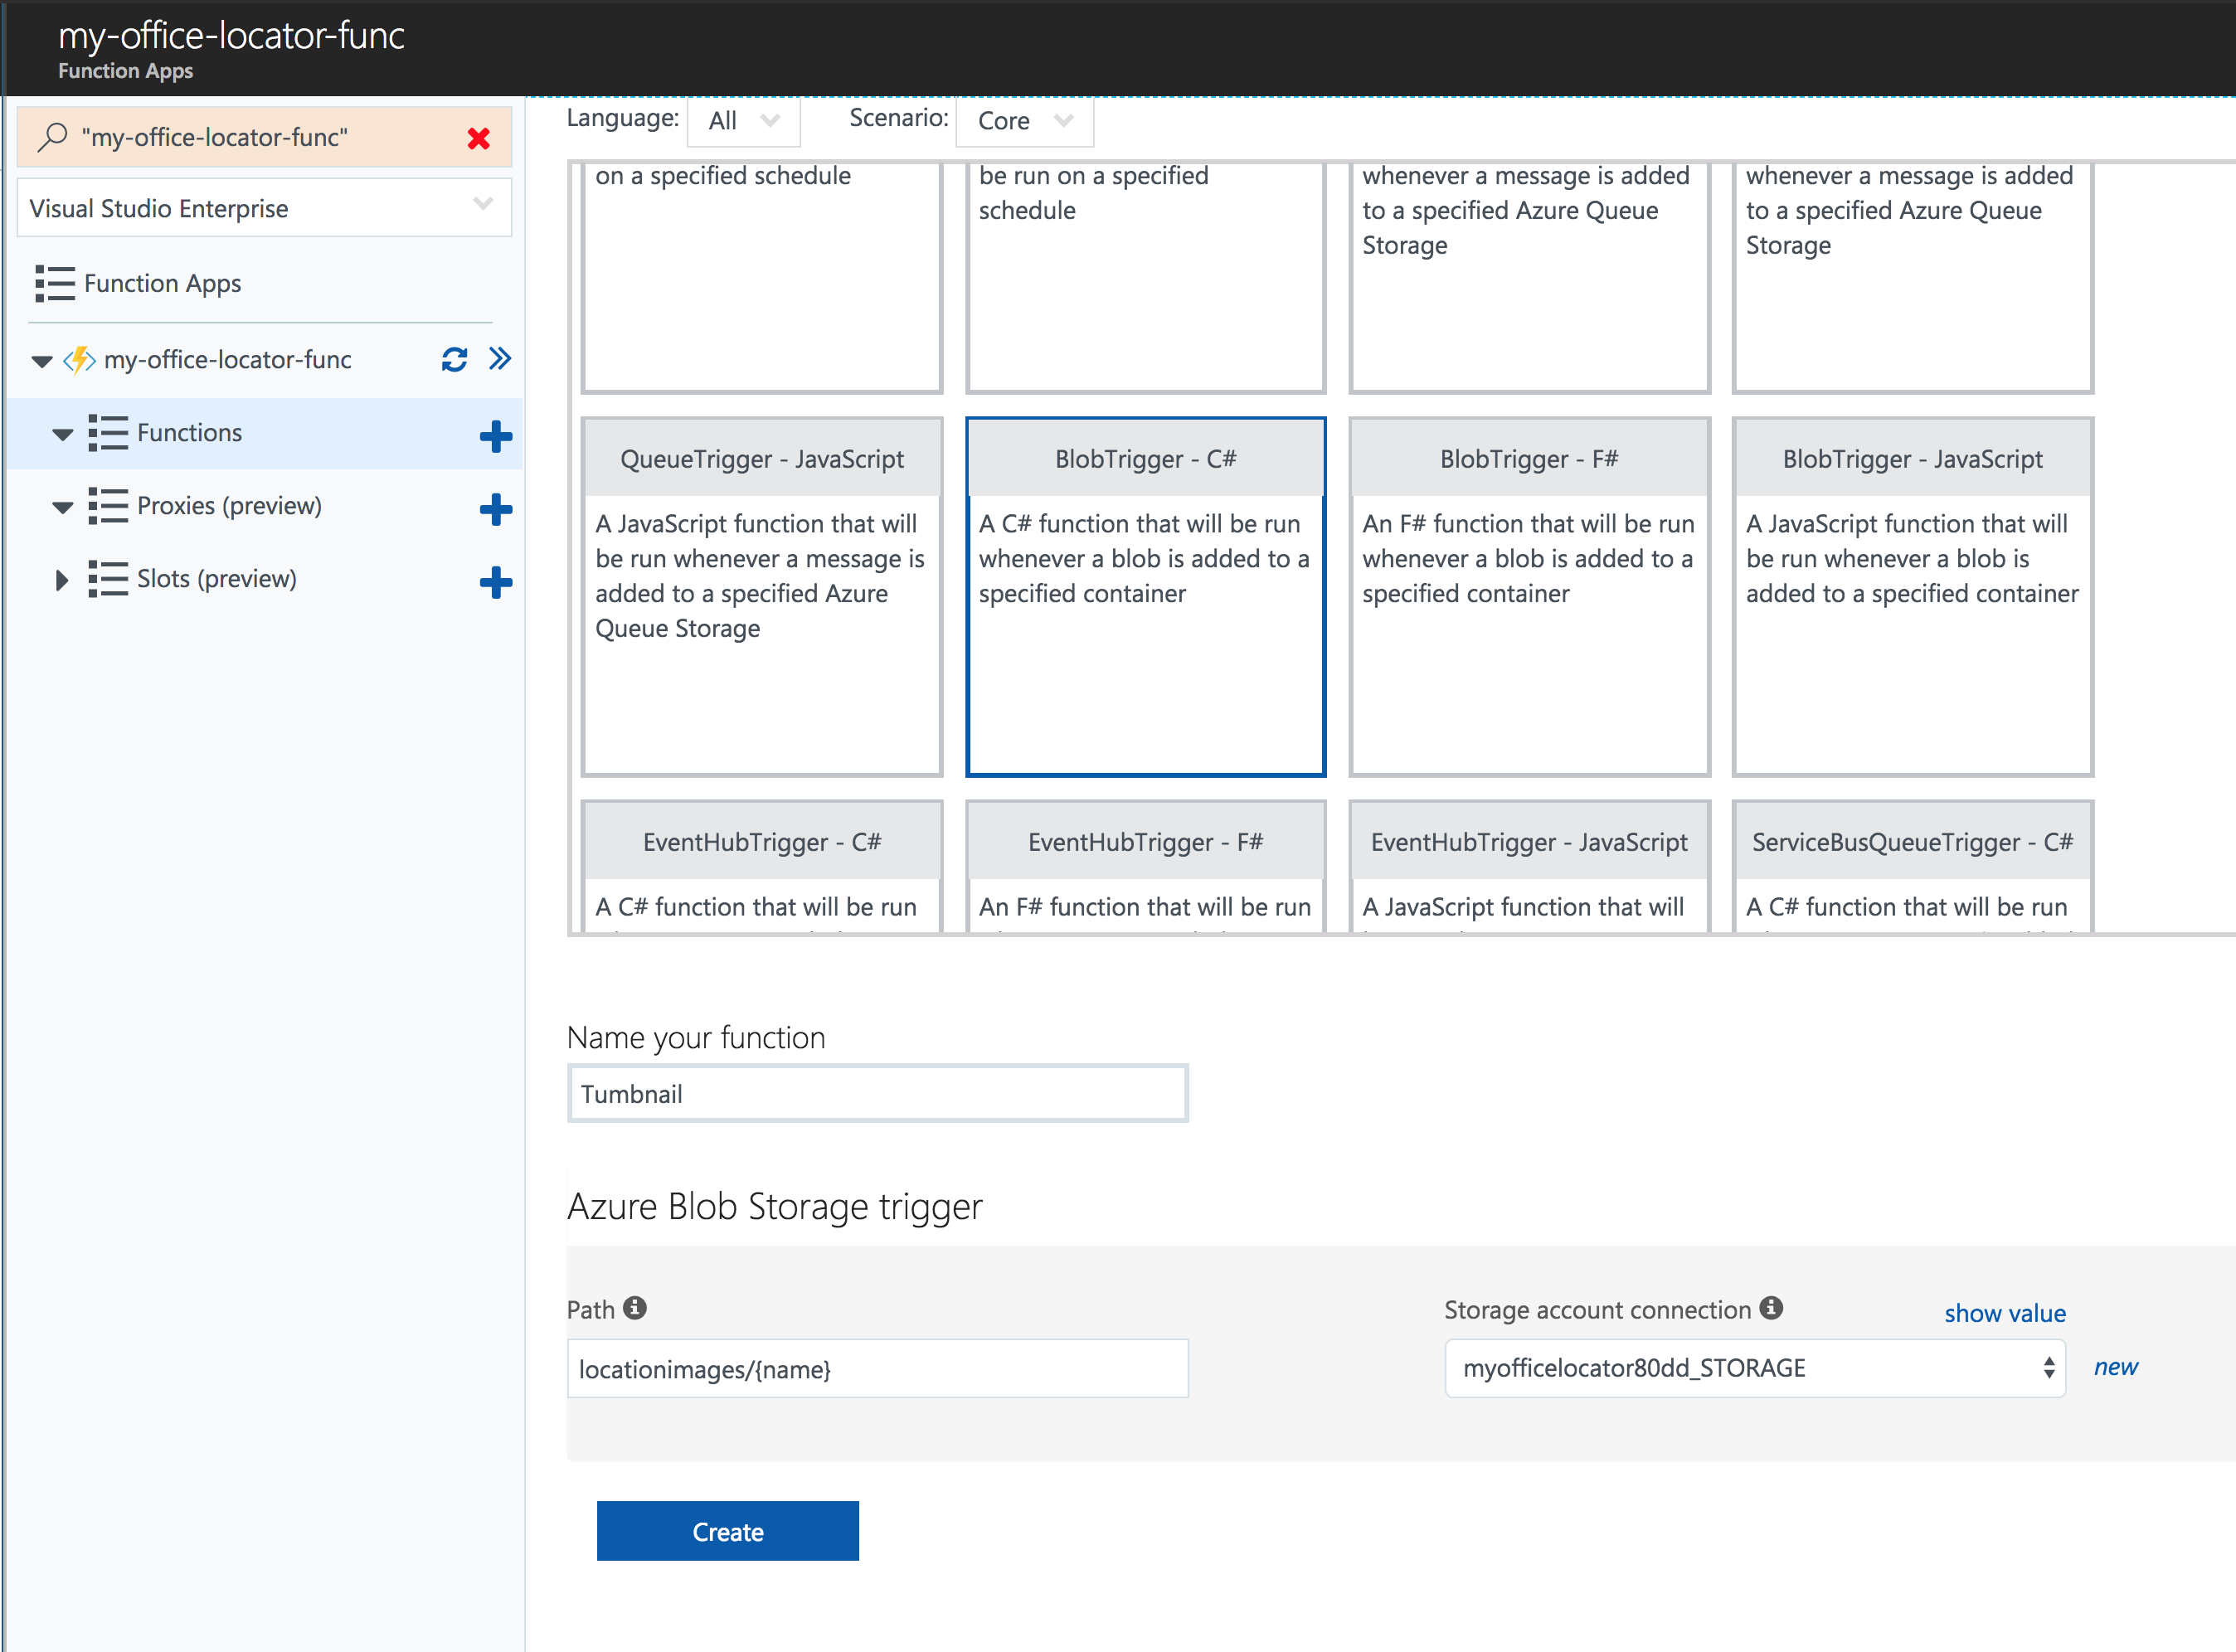 my-office-locator-func
Function Apps
"my-office-locator-func"
Visual Studio Enterprise
Function Apps
my-office-locator-func
Functions
Proxies (preview)
Slots (preview)
Language: All Scenario: Core
on a specified schedule
be run on a specified
schedule
whenever a message is added
to a specified Azure Queue
Storage
whenever a message is added
to a specified Azure Queue
Storage
QueueTrigger - JavaScript
A JavaScript function that will
be run whenever a message is
added to a specified Azure
Queue Storage
BlobTrigger - C#
A C# function that will be run
whenever a blob is added to a
specified container
BlobTrigger - F#
An F# function that will be run
whenever a blob is added to a
specified container
BlobTrigger - JavaScript
A JavaScript function that will
be run whenever a blob is
added to a specified container
EventHubTrigger - C#
A C# function that will be run
EventHubTrigger - F#
An F# function that will be run
EventHubTrigger - JavaScript
A JavaScript function that will
ServiceBusQueueTrigger - C#
A C# function that will be run
Name your function
Tumbnail
Azure Blob Storage trigger
Path
locationimages/{name}
Storage account connection
show value
myofficelocator80dd_STORAGE
new
Create